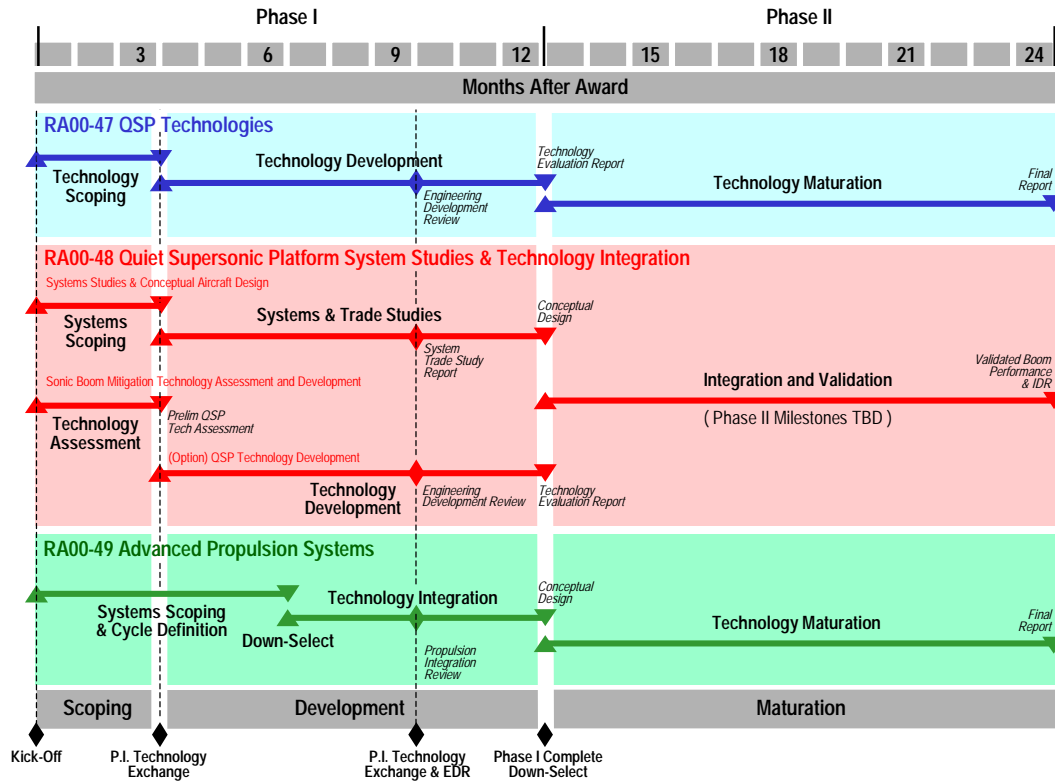 Phase I
Phase II
3
6
9
12
15
18
21
24
Months After Award
RA00-47 QSP Technologies
Technology
Scoping
Technology Development
Engineering
Development
Review
Technology
Evaluation Report
Technology Maturation
Final
Report
RA00-48 Quiet Supersonic Platform System Studies & Technology Integration
Systems Studies & Conceptual Aircraft Design
Systems
Scoping
Systems & Trade Studies
System
Trade Study
Report
Conceptual
Design
Sonic Boom Mitigation Technology Assessment and Development
Technology
Assessment
Prelim QSP
Tech Assessment
Integration and Validation
( Phase II Milestones TBD )
Validated Boom
Performance
& IDR
(Option) QSP Technology Development
Technology
Development
Engineering
Development Review
Technology
Evaluation Report
RA00-49 Advanced Propulsion Systems
Systems Scoping
& Cycle Definition
Technology Integration
Down-Select
Propulsion
Integration
Review
Conceptual
Design
Technology Maturation
Final
Report
Scoping
Development
Maturation
Kick-Off
P.I. Technology
Exchange
P.I. Technology
Exchange & EDR
Phase I Complete
Down-Select